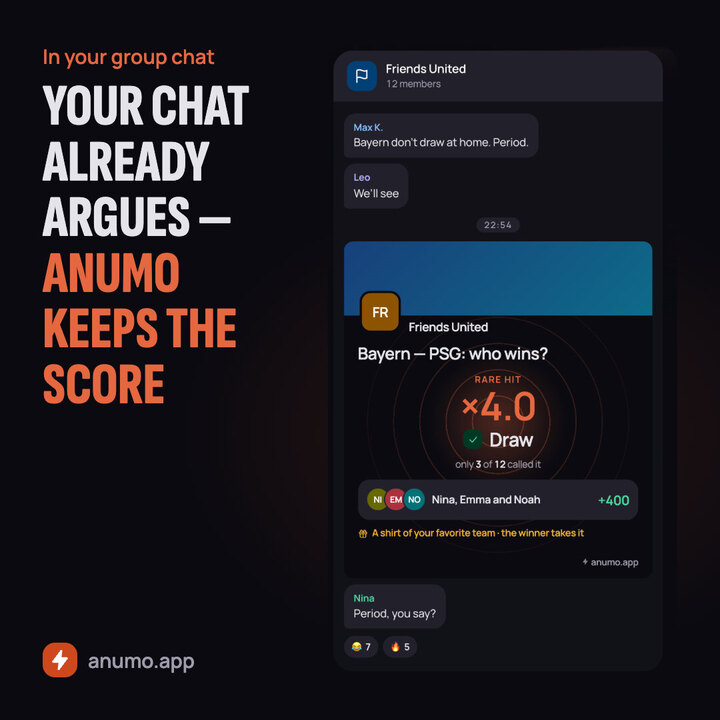 In your group chat
YOUR CHAT
ALREADY
ARGUES —
ANUMO
KEEPS THE
SCORE
anumo.app
Friends United
12 members
Max K.
Bayern don't draw at home. Period.
Leo
We'll see
22:54
FR
Friends United
Bayern — PSG: who wins?
RARE HIT
×4.0
Draw
only 3 of 12 called it
NI EM NO Nina, Emma and Noah +400
A shirt of your favorite team · the winner takes it
anumo.app
Nina
Period, you say?
😂 7 🔥 5